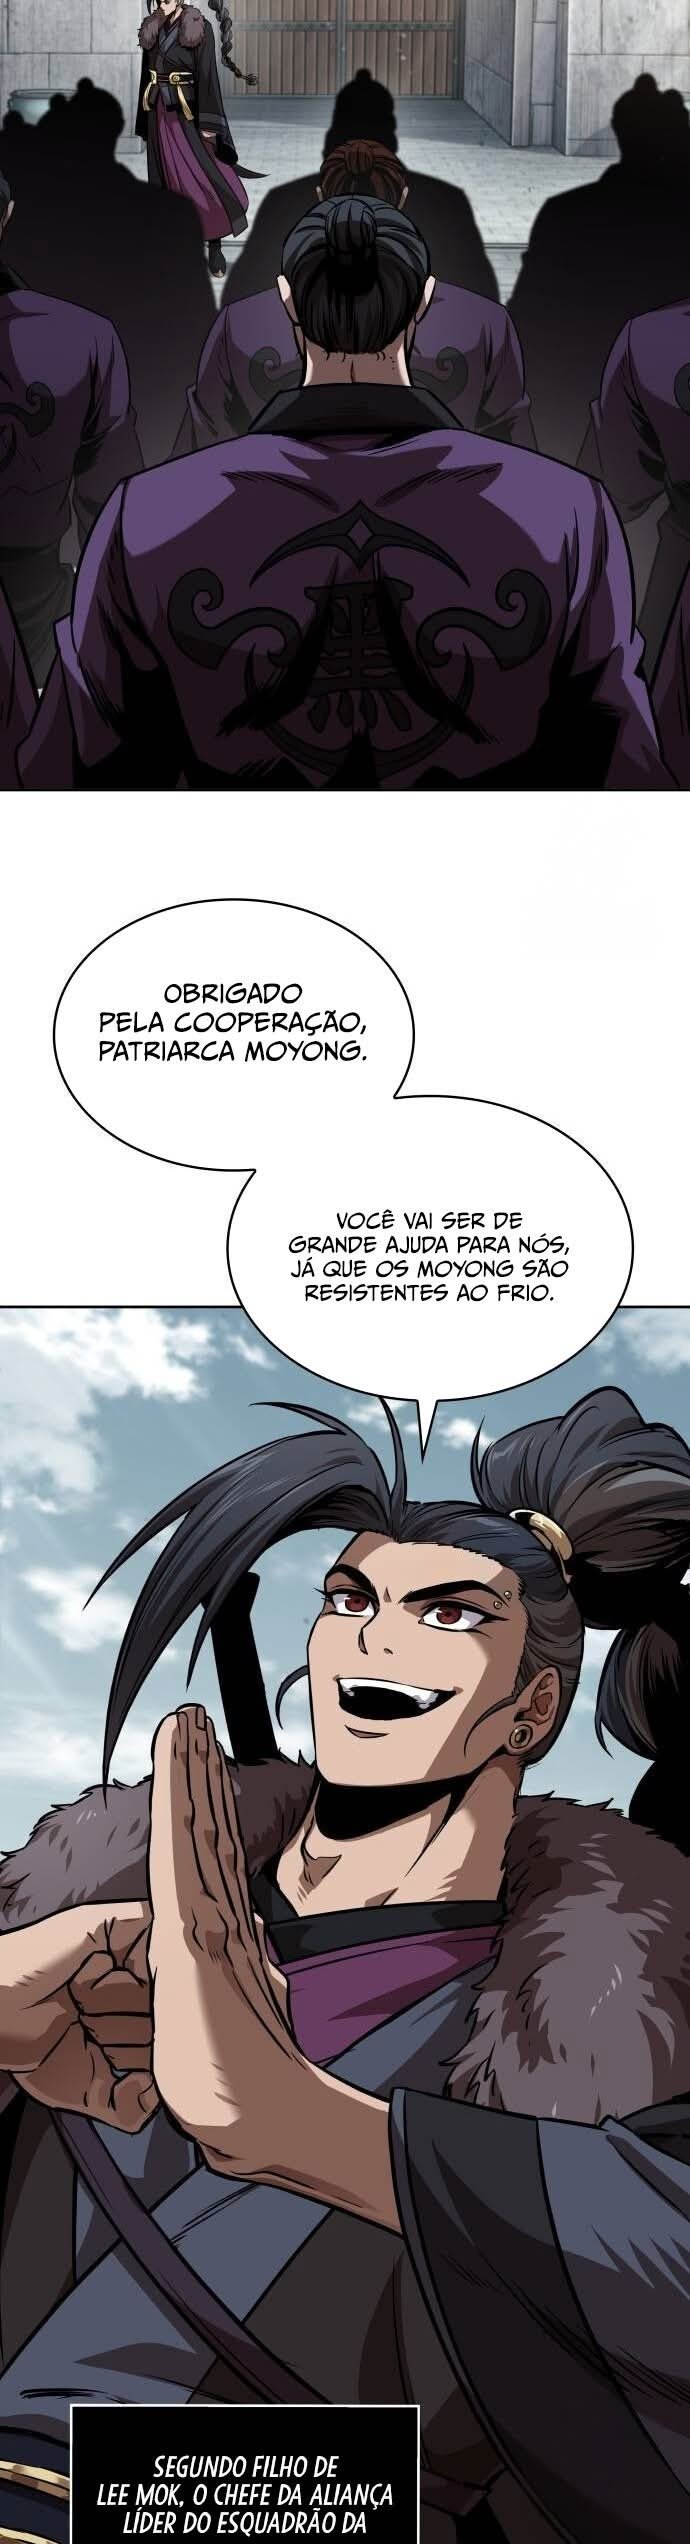 OBRIGADO
PELA COOPERAÇÃO,
PATRIARCA MOYONG.
VOCÊ VAI SER DE
GRANDE AJUDA PARA NÓS,
JÁ QUE OS MOYONG SÃO
RESISTENTES AO FRIO.
SEGUNDO FILHO DE
LEE MOK, O CHEFE DA ALIANÇA
LÍDER DO ESQUADRÃO DA